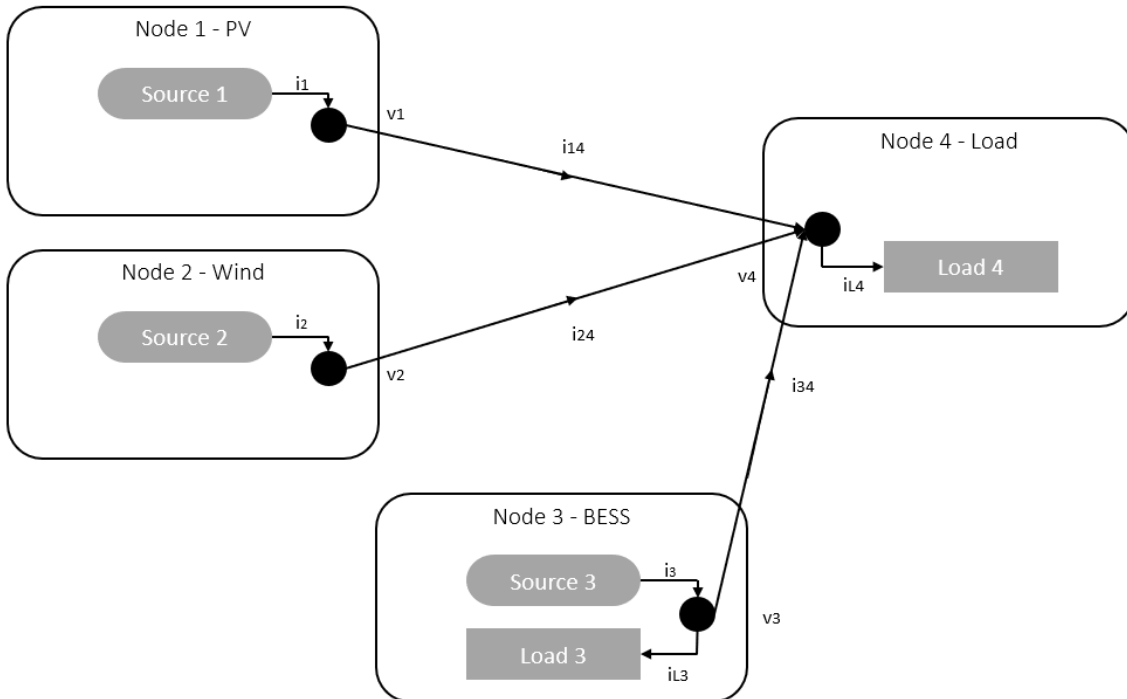 Node 1 - PV
Source 1
i1
v1
i14
Node 2 - Wind
Source 2
i2
v2
i24
Node 4 - Load
v4
Load 4
iL4
i34
Node 3 - BESS
Source 3
i3
v3
Load 3
iL3